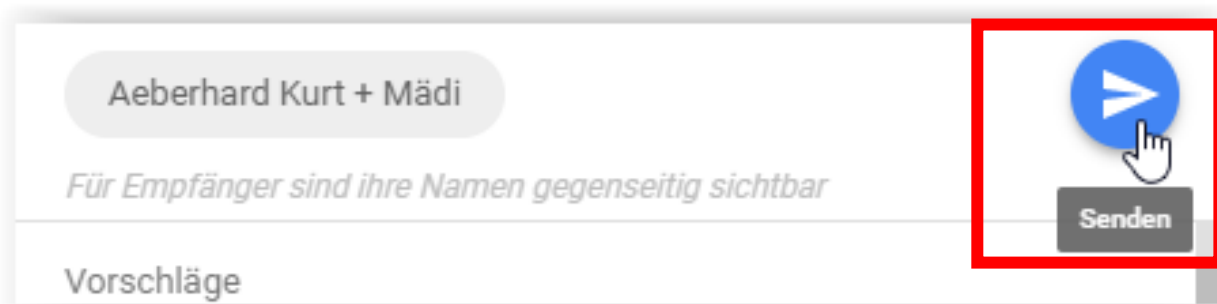 Aeberhard Kurt + Mädi
Für Empfänger sind ihre Namen gegenseitig sichtbar
Senden
Vorschläge